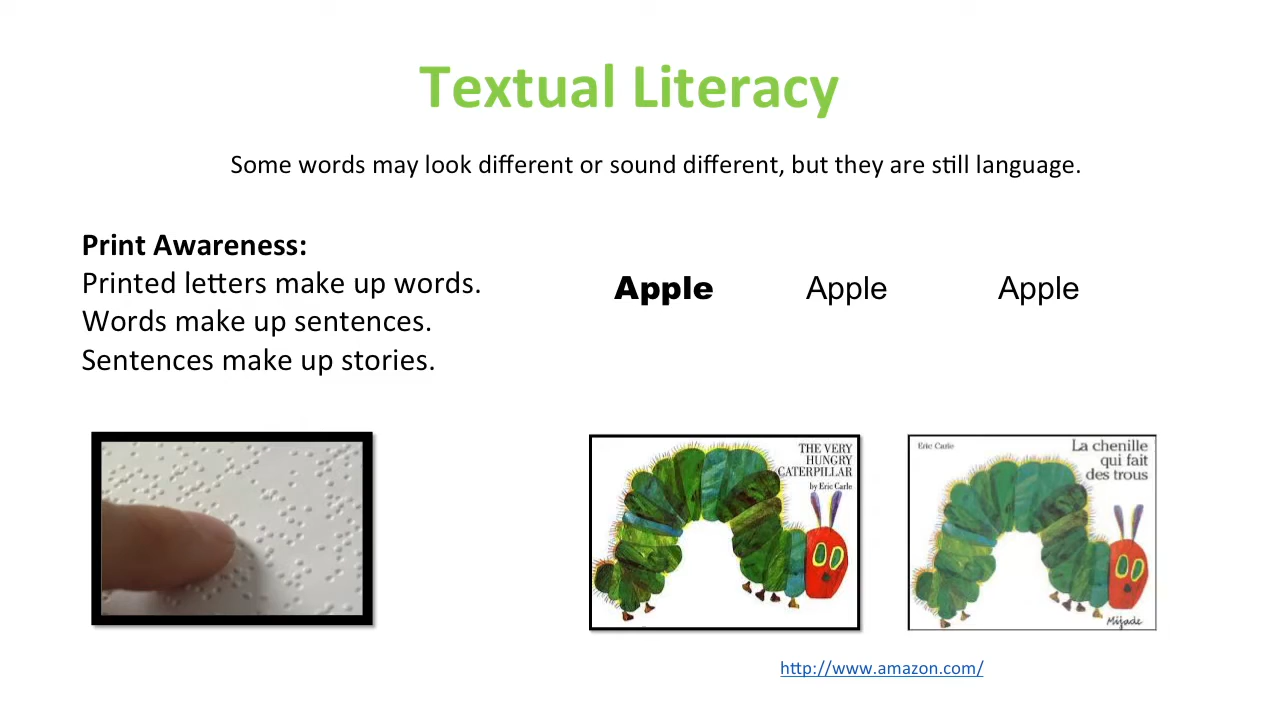 Textual Literacy
Some words may look different or sound different, but they are still language.
Print Awareness:
Printed letters make up words.
Words make up sentences.
Sentences make up stories.
Apple Apple Apple
THE VERY
HUNGRY
CATERPILLAR
by Eric Carle
Eric Carle
La chenille
qui fait
des trous
Mijade
http://www.amazon.com/